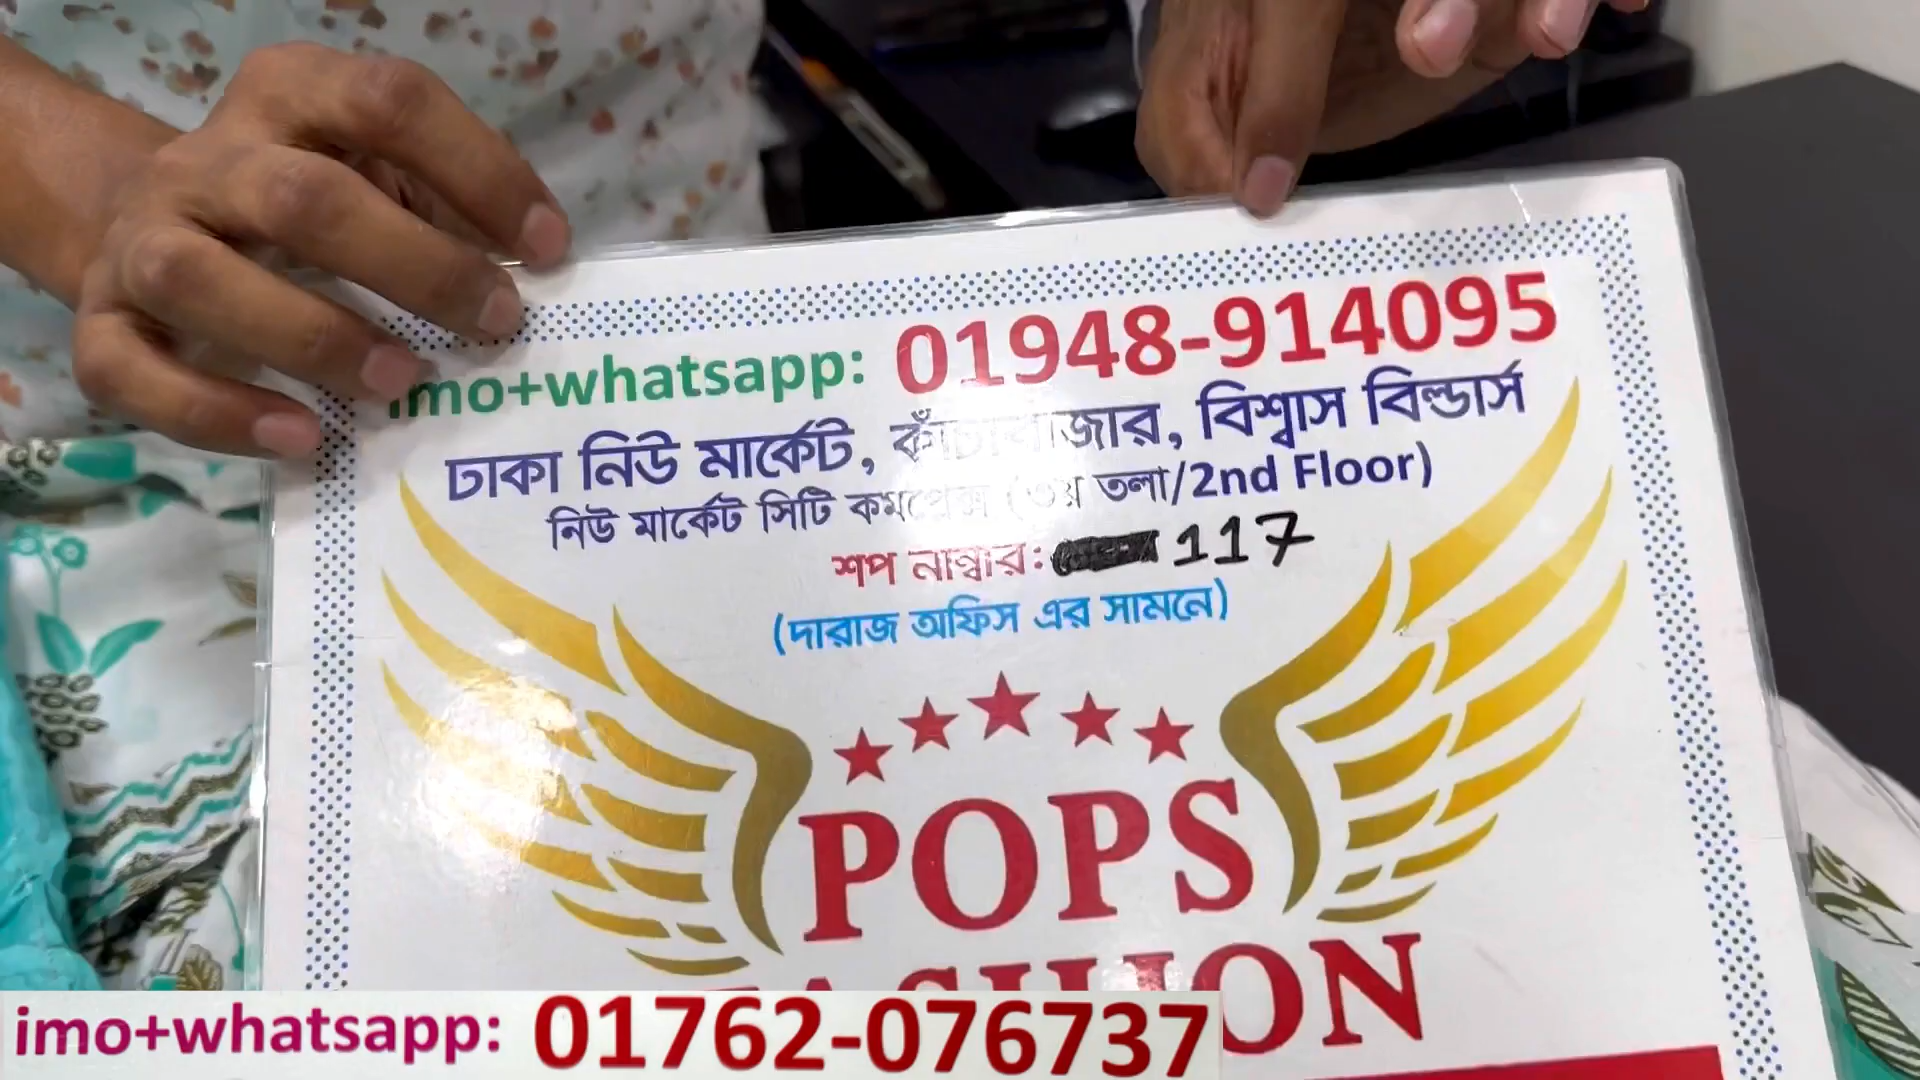 imo+whatsapp: 01948-914095
ঢাকা নিউ মার্কেট, কাঁচাবাজার, বিশ্বাস বিল্ডার্স
নিউ মার্কেট সিটি কমপ্লেক্স (৩য় তলা/2nd Floor)
শপ নাম্বার: 117
(দারাজ অফিস এর সামনে)
POPS
FASHION
imo+whatsapp: 01762-076737